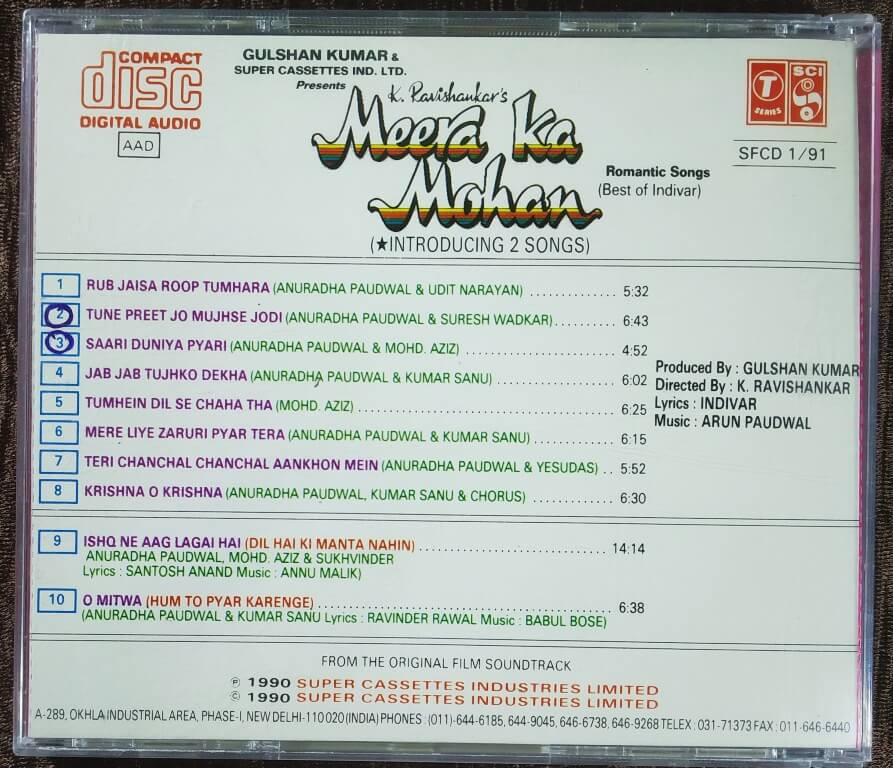 COMPACT
disc
DIGITAL AUDIO
AAD
GULSHAN KUMAR &
SUPER CASSETTES IND. LTD.
Presents
K. Ravishankar's
Meera Ka
Mohan
Romantic Songs
(Best of Indivar)
(★INTRODUCING 2 SONGS)
T
SERIES
SCI
SFCD 1/91
1 RUB JAISA ROOP TUMHARA (ANURADHA PAUDWAL & UDIT NARAYAN) .............. 5:32
2 TUNE PREET JO MUJHSE JODI (ANURADHA PAUDWAL & SURESH WADKAR).......... 6:43
3 SAARI DUNIYA PYARI (ANURADHA PAUDWAL & MOHD. AZIZ) ......................... 4:52
4 JAB JAB TUJHKO DEKHA (ANURADHA PAUDWAL & KUMAR SANU) .................... 6:02
5 TUMHEIN DIL SE CHAHA THA (MOHD. AZIZ) ........................................ 6:25
6 MERE LIYE ZARURI PYAR TERA (ANURADHA PAUDWAL & KUMAR SANU) ............. 6:15
7 TERI CHANCHAL CHANCHAL AANKHON MEIN (ANURADHA PAUDWAL & YESUDAS) .. 5:52
8 KRISHNA O KRISHNA (ANURADHA PAUDWAL, KUMAR SANU & CHORUS) ............. 6:30
Produced By : GULSHAN KUMAR
Directed By : K. RAVISHANKAR
Lyrics : INDIVAR
Music : ARUN PAUDWAL
9 ISHQ NE AAG LAGAI HAI (DIL HAI KI MANTA NAHIN) .............................. 14:14
ANURADHA PAUDWAL, MOHD. AZIZ & SUKHVINDER
Lyrics : SANTOSH ANAND Music : ANNU MALIK)
10 O MITWA (HUM TO PYAR KARENGE) ................................................ 6:38
(ANURADHA PAUDWAL & KUMAR SANU Lyrics : RAVINDER RAWAL Music : BABUL BOSE)
FROM THE ORIGINAL FILM SOUNDTRACK
℗ 1990 SUPER CASSETTES INDUSTRIES LIMITED
© 1990 SUPER CASSETTES INDUSTRIES LIMITED
A-289, OKHLA INDUSTRIAL AREA, PHASE-I, NEW DELHI-110 020 (INDIA) PHONES : (011)-644-6185, 644-9045, 646-6738, 646-9268 TELEX : 031-71373 FAX : 011-646-6440